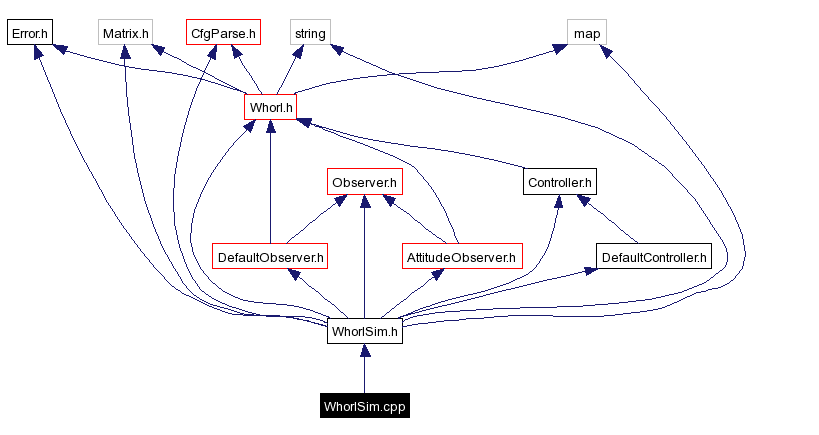 Error.h
Matrix.h
CfgParse.h
string
map
Whorl.h
Observer.h
Controller.h
DefaultObserver.h
AttitudeObserver.h
DefaultController.h
WhorlSim.h
WhorlSim.cpp